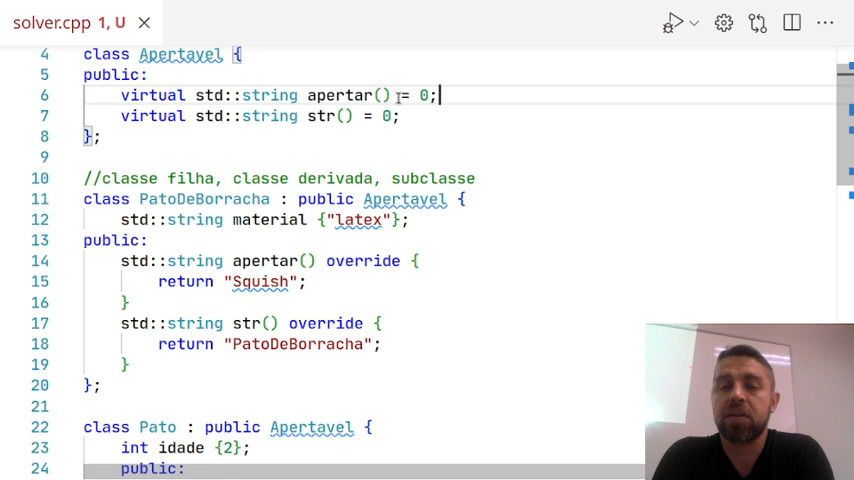 solver.cpp 1, U
4 class Apertavel {
5 public:
6 virtual std::string apertar() = 0;
7 virtual std::string str() = 0;
8 };
9
10 //classe filha, classe derivada, subclasse
11 class PatoDeBorracha : public Apertavel {
12 std::string material {"latex"};
13 public:
14 std::string apertar() override {
15 return "Squish";
16 }
17 std::string str() override {
18 return "PatoDeBorracha";
19 }
20 };
21
22 class Pato : public Apertavel {
23 int idade {2};
24 public: